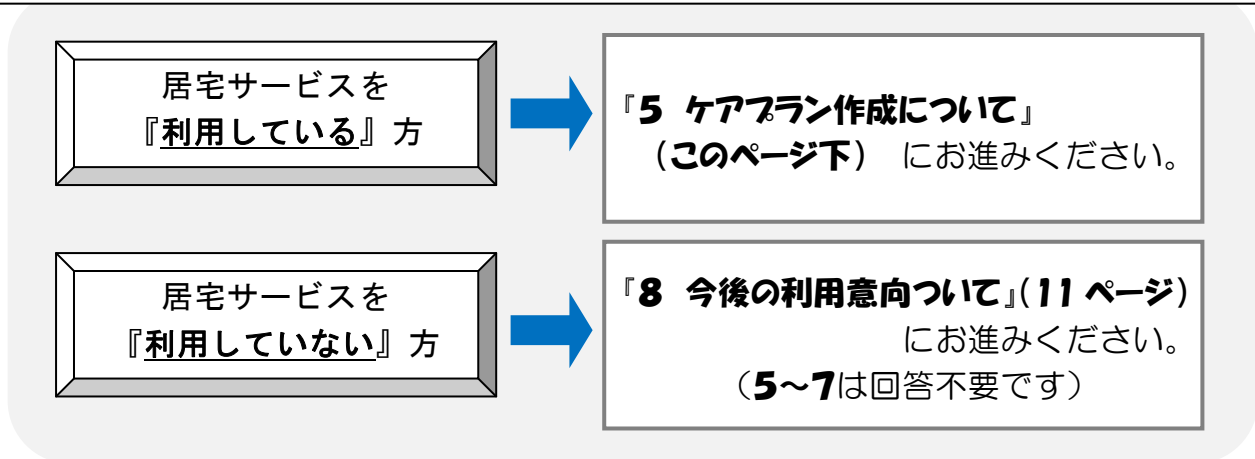 居宅サービスを
『利用している』方
『5 ケアプラン作成について』
（このページ下） にお進みください。
居宅サービスを
『利用していない』方
『8 今後の利用意向ついて』（11ページ）
にお進みください。
（5～7は回答不要です）